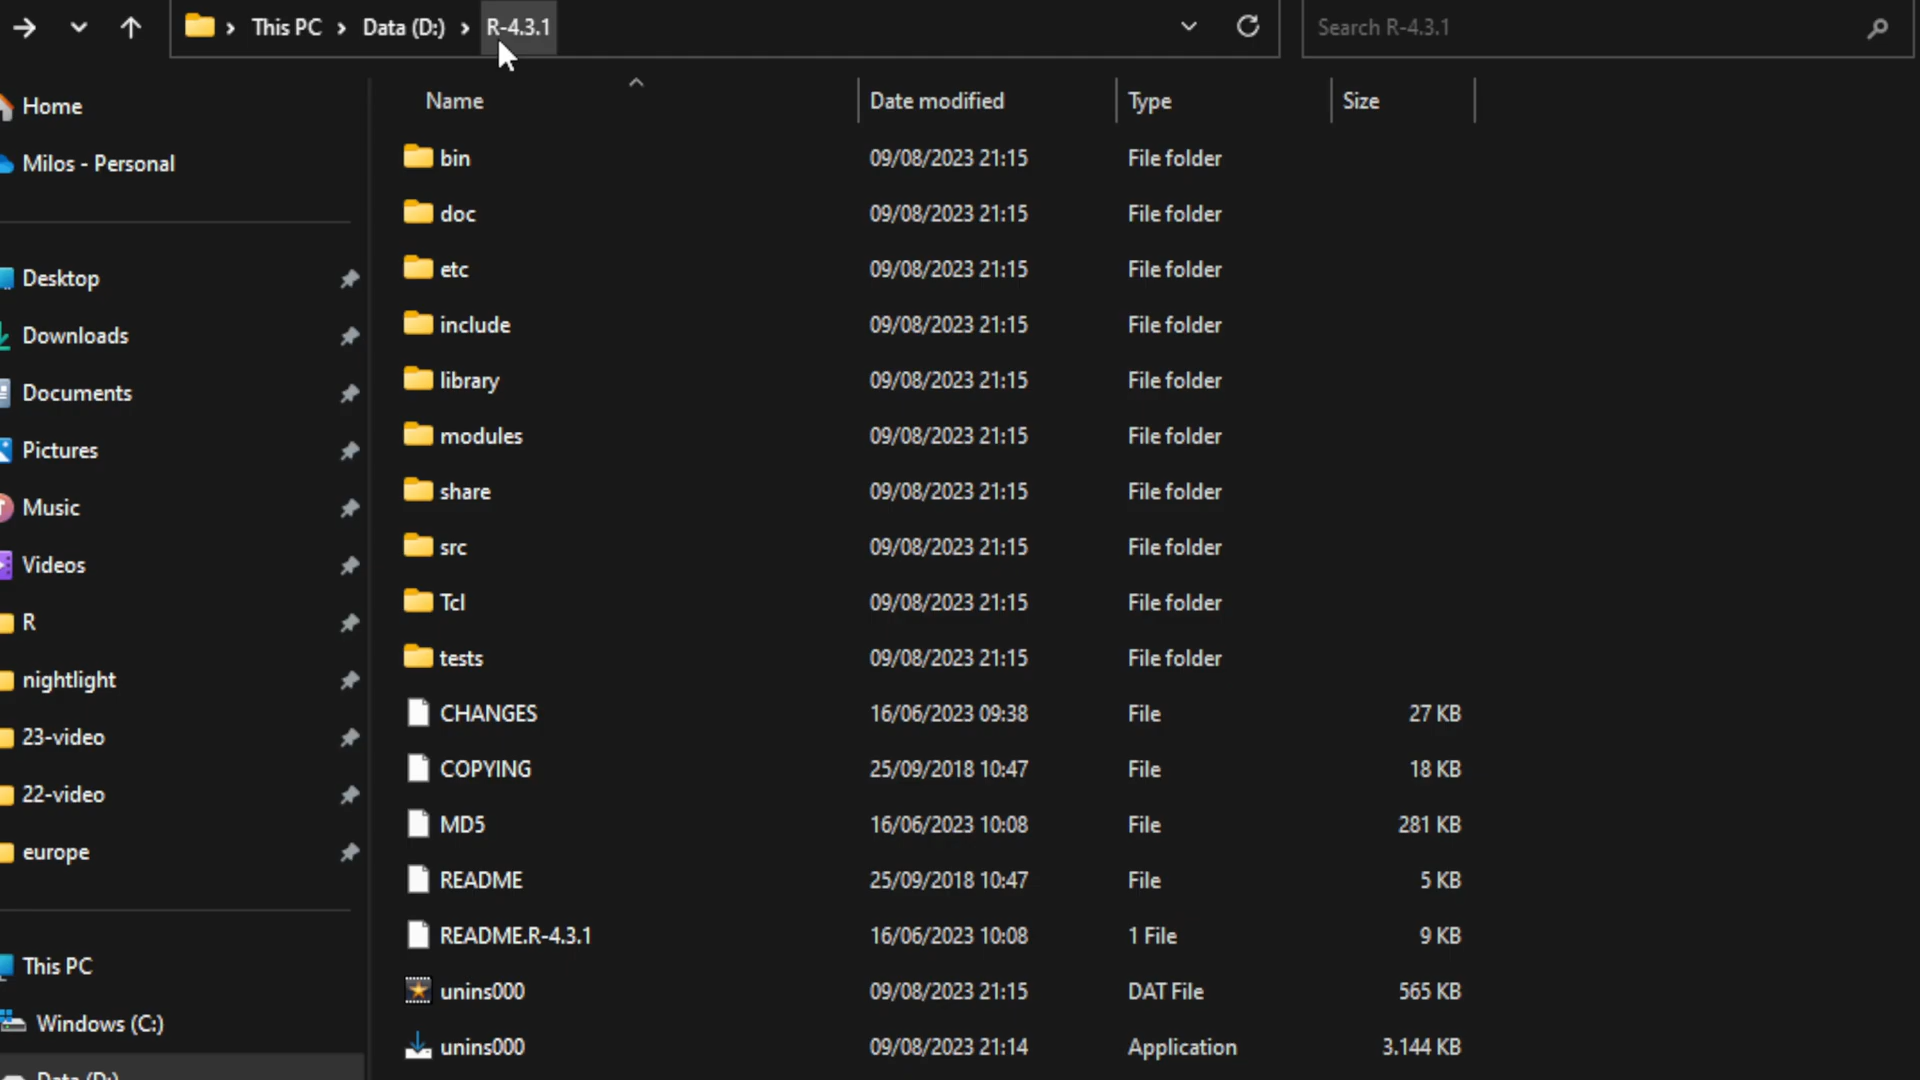 This PC
Data (D:)
R-4.3.1
Search R-4.3.1
Home
Milos - Personal
Desktop
Downloads
Documents
Pictures
Music
Videos
R
nightlight
23-video
22-video
europe
This PC
Windows (C:)
Data (D:)
Name Date modified Type Size
bin 09/08/2023 21:15 File folder
doc 09/08/2023 21:15 File folder
etc 09/08/2023 21:15 File folder
include 09/08/2023 21:15 File folder
library 09/08/2023 21:15 File folder
modules 09/08/2023 21:15 File folder
share 09/08/2023 21:15 File folder
src 09/08/2023 21:15 File folder
Tcl 09/08/2023 21:15 File folder
tests 09/08/2023 21:15 File folder
CHANGES 16/06/2023 09:38 File 27 KB
COPYING 25/09/2018 10:47 File 18 KB
MD5 16/06/2023 10:08 File 281 KB
README 25/09/2018 10:47 File 5 KB
README.R-4.3.1 16/06/2023 10:08 1 File 9 KB
unins000 09/08/2023 21:15 DAT File 565 KB
unins000 09/08/2023 21:14 Application 3.144 KB